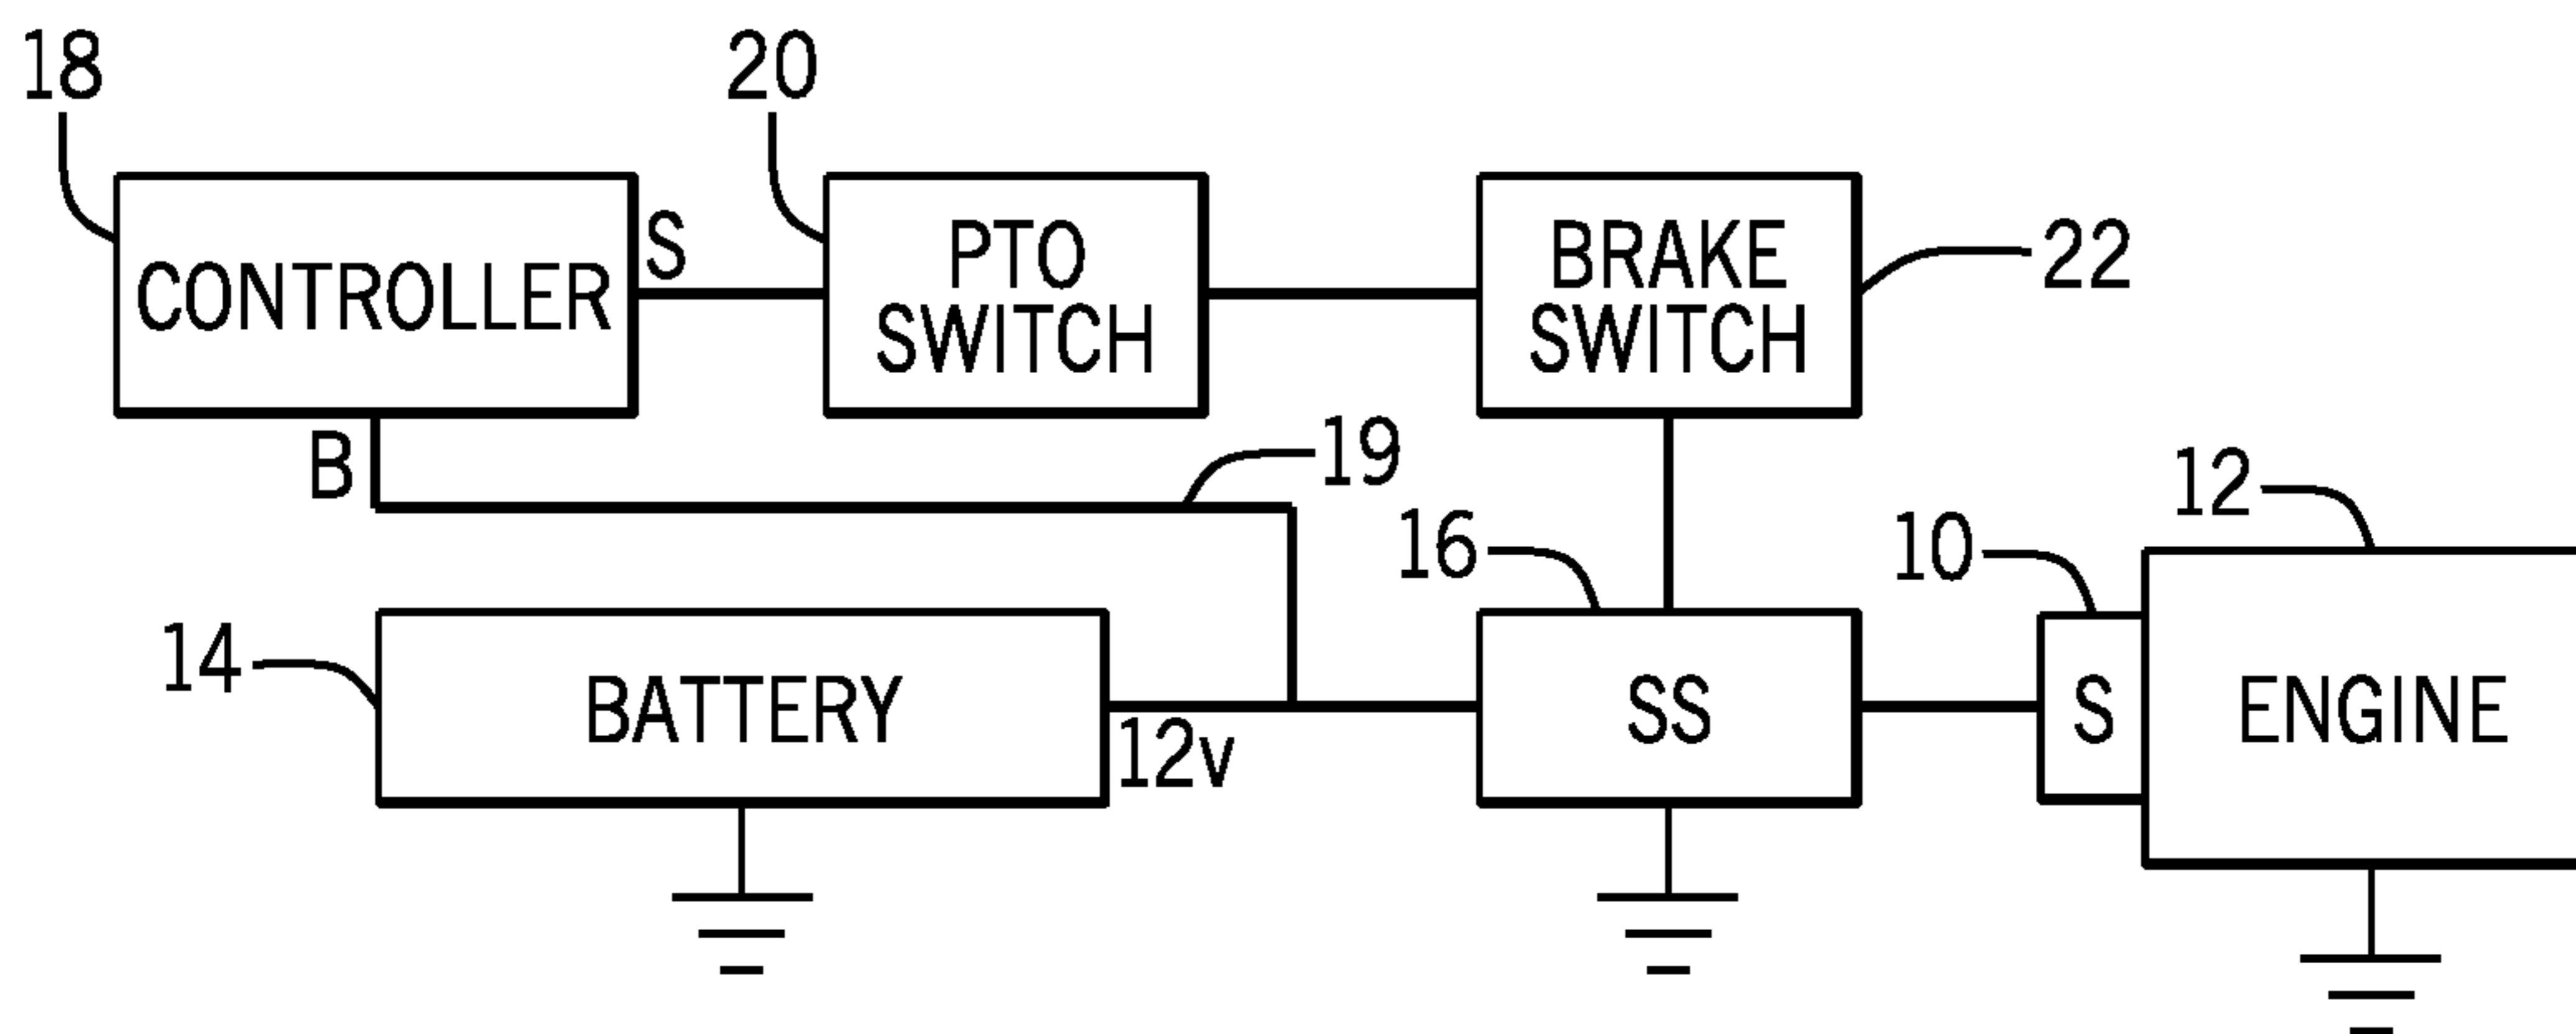 18
20
S
CONTROLLER
PTO
SWITCH
BRAKE
SWITCH
22
B
19
16
10
12
14
BATTERY
12v
SS
S
ENGINE